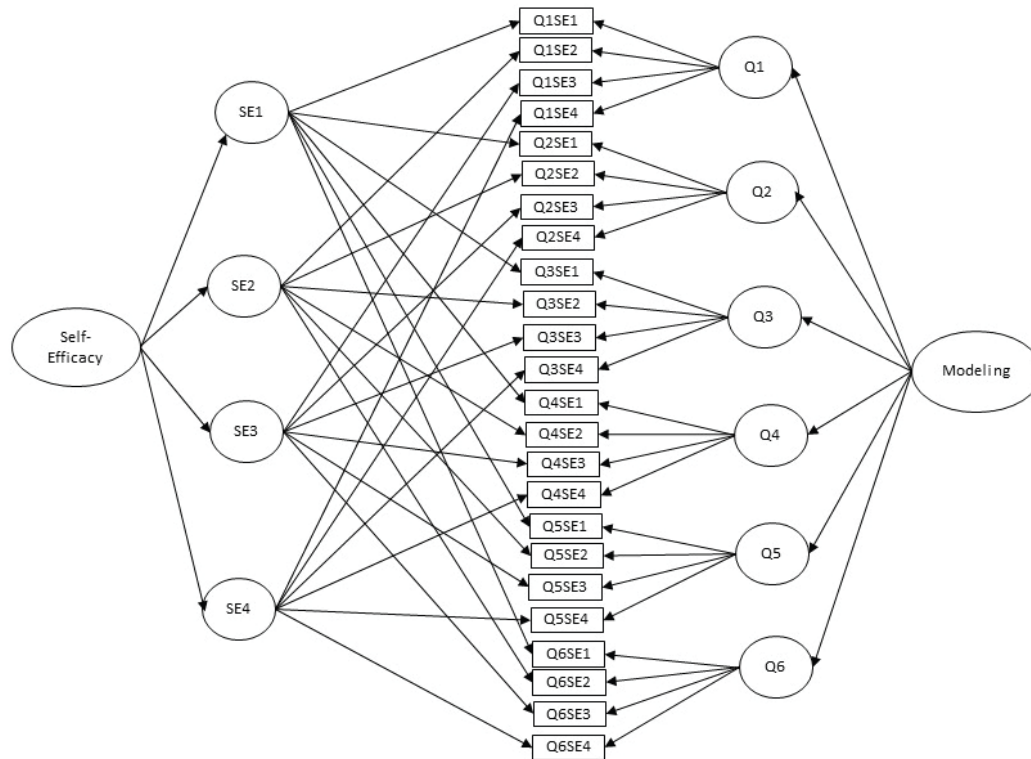 Self-
Efficacy
SE1
SE2
SE3
SE4
Q1SE1
Q1SE2
Q1SE3
Q1SE4
Q2SE1
Q2SE2
Q2SE3
Q2SE4
Q3SE1
Q3SE2
Q3SE3
Q3SE4
Q4SE1
Q4SE2
Q4SE3
Q4SE4
Q5SE1
Q5SE2
Q5SE3
Q5SE4
Q6SE1
Q6SE2
Q6SE3
Q6SE4
Q1
Q2
Q3
Q4
Q5
Q6
Modeling